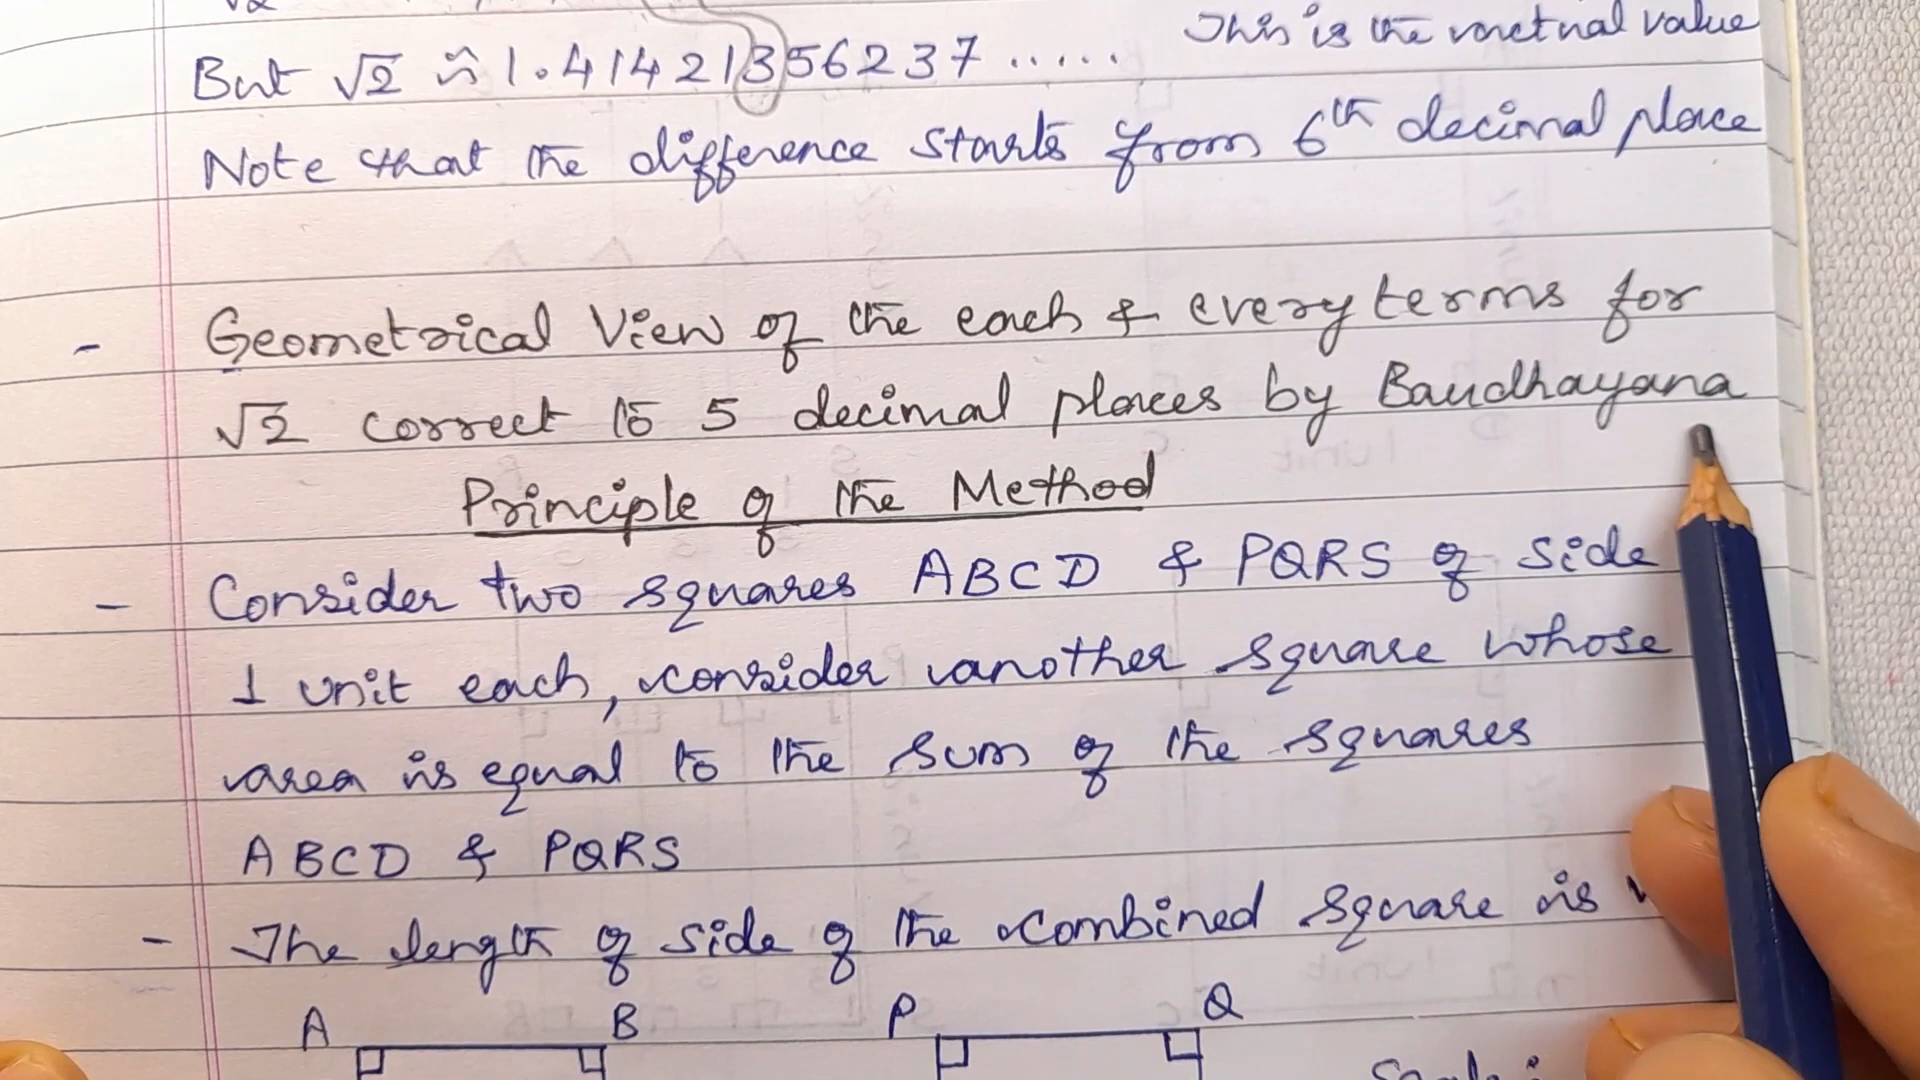 But √2 ≈ 1.41421356237..... This is the actual value
Note that the difference starts from 6th decimal place
- Geometrical View of the each & every terms for
√2 correct to 5 decimal places by Baudhayana
Principle of the Method
- Consider two squares ABCD & PQRS of side
1 unit each, consider another square whose
area is equal to the sum of the squares
ABCD & PQRS
- The length of side of the combined square is
A B P Q